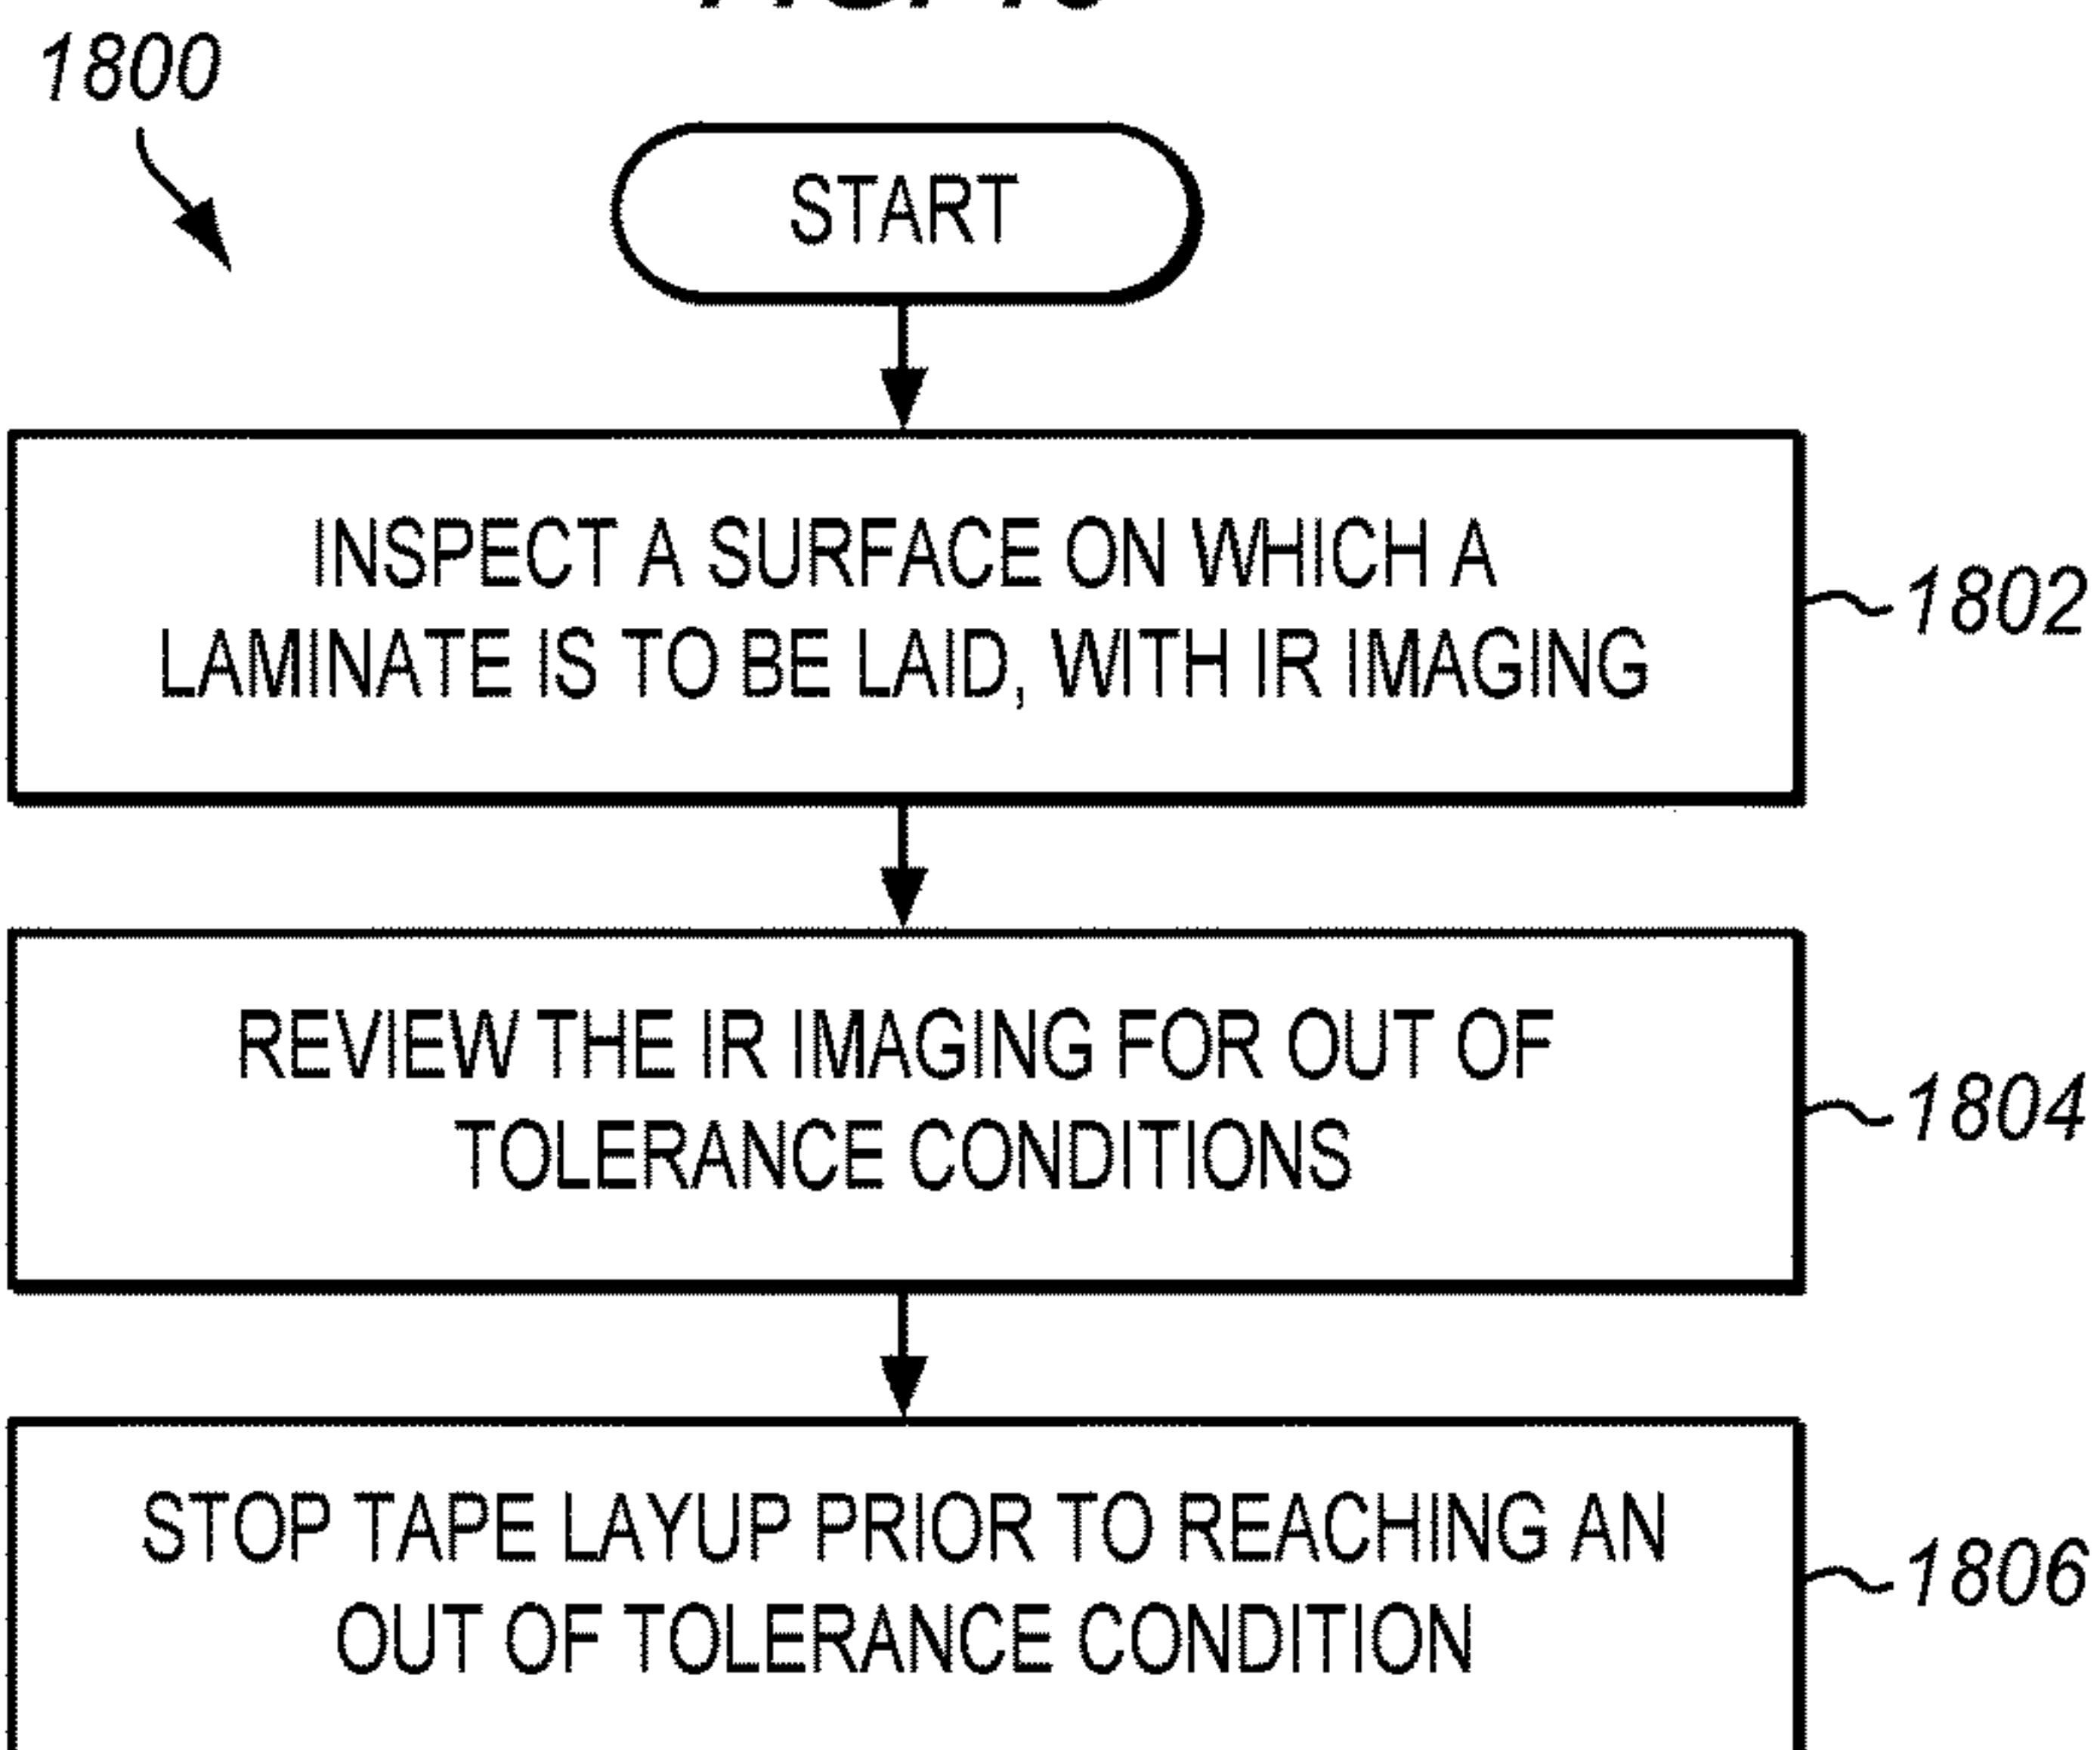 1800
START
INSPECT A SURFACE ON WHICH A
LAMINATE IS TO BE LAID, WITH IR IMAGING
1802
REVIEW THE IR IMAGING FOR OUT OF
TOLERANCE CONDITIONS
1804
STOP TAPE LAYUP PRIOR TO REACHING AN
OUT OF TOLERANCE CONDITION
1806